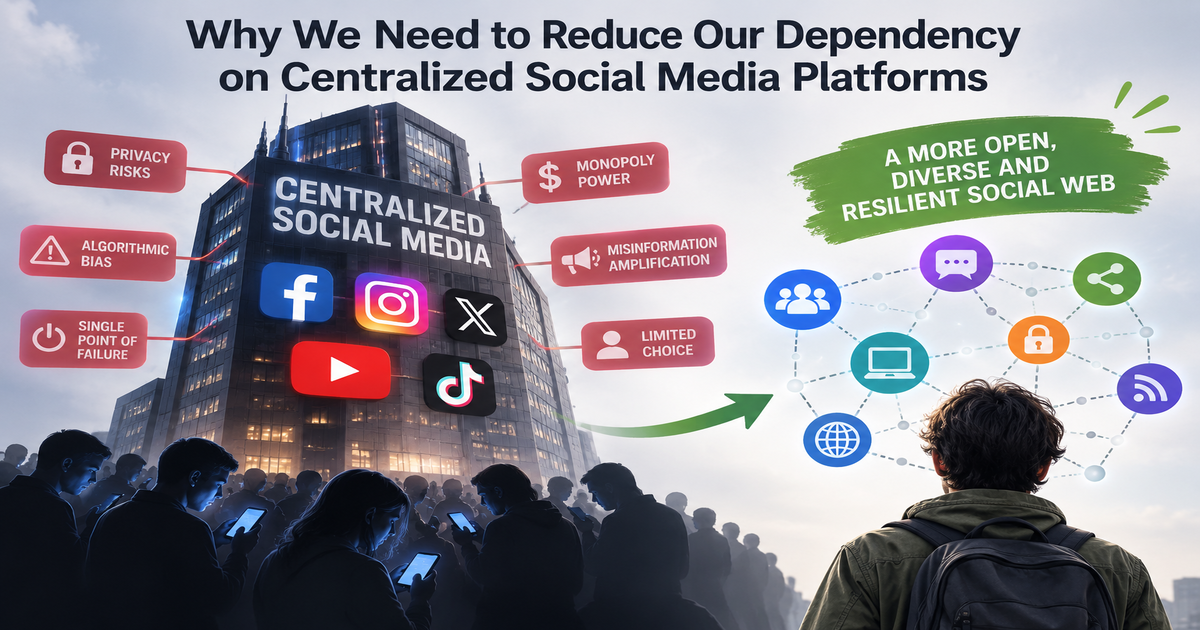 Why We Need to Reduce Our Dependency
on Centralized Social Media Platforms
PRIVACY
RISKS
ALGORITHMIC
BIAS
SINGLE
POINT OF
FAILURE
CENTRALIZED
SOCIAL MEDIA
$
MONOPOLY
POWER
MISINFORMATION
AMPLIFICATION
LIMITED
CHOICE
A MORE OPEN,
DIVERSE AND
RESILIENT SOCIAL WEB